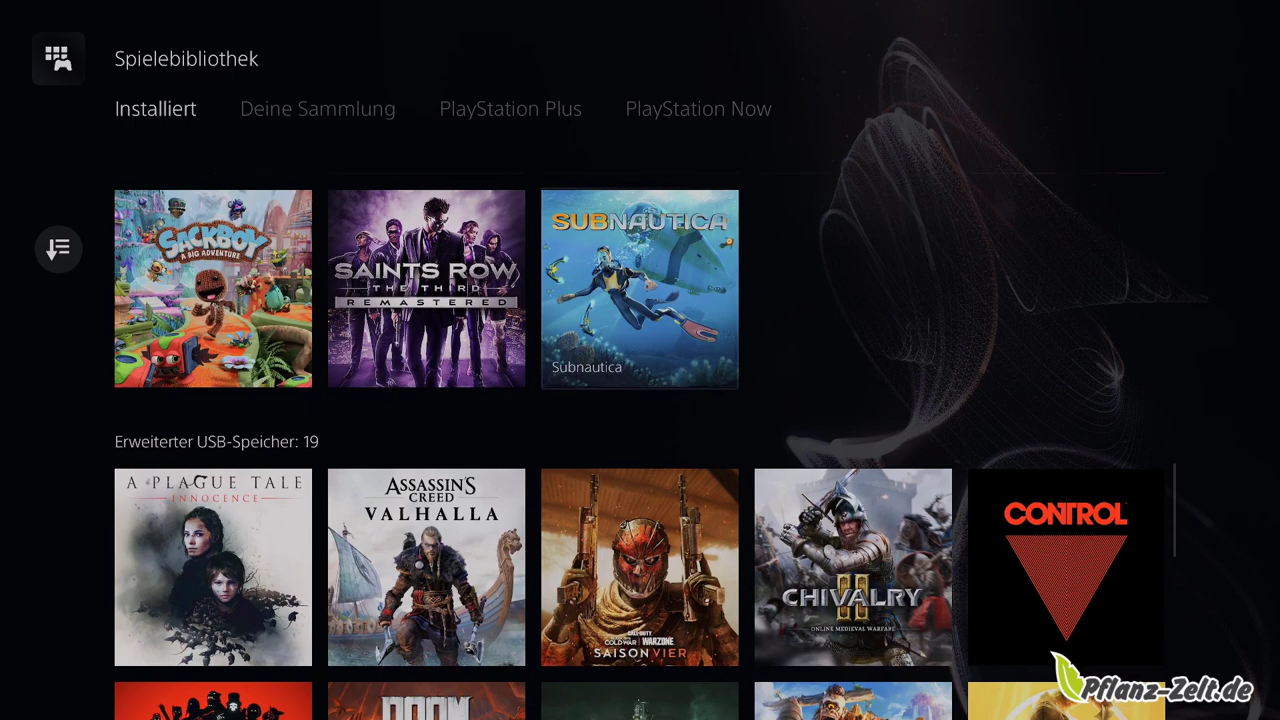 Spielebibliothek
Installiert Deine Sammlung PlayStation Plus PlayStation Now
SACKBOY
A BIG ADVENTURE
SAINTS ROW
THE THIRD
REMASTERED
SUBNAUTICA
Subnautica
Erweiterter USB-Speicher: 19
A PLAGUE TALE
INNOCENCE
ASSASSIN'S
CREED
VALHALLA
CALL OF DUTY
COLD WAR WARZONE
SAISON VIER
CHIVALRY
II
ONLINE MEDIEVAL WARFARE
CONTROL
DOOM
Pflanz-Zelt.de